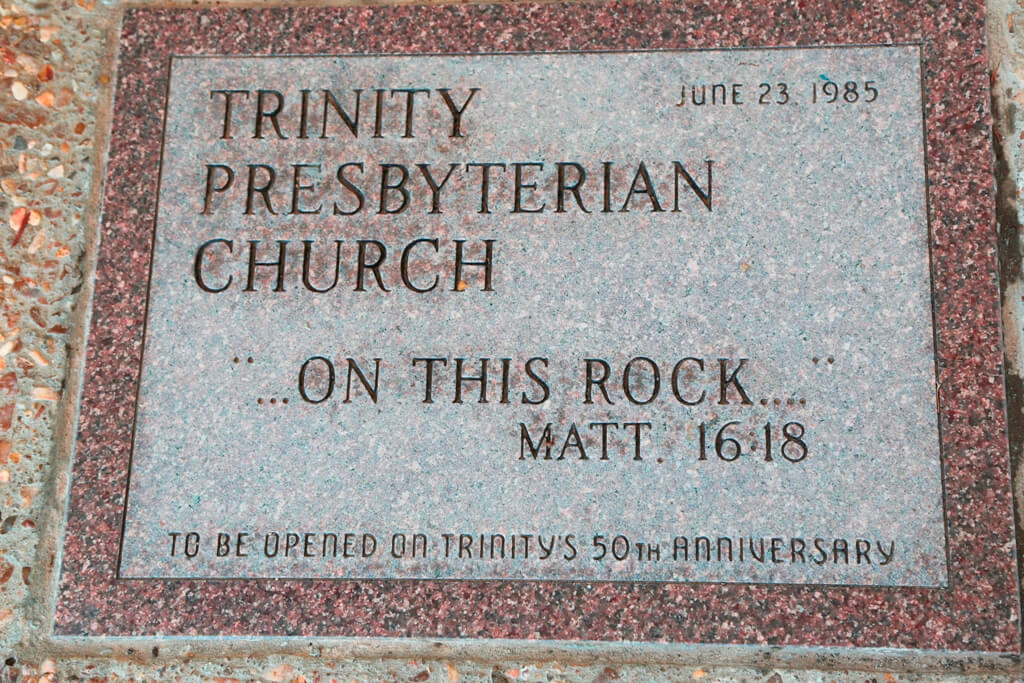 TRINITY
JUNE 23, 1985
PRESBYTERIAN
CHURCH
"...ON THIS ROCK...."
MATT. 16:18
TO BE OPENED ON TRINITY'S 50TH ANNIVERSARY